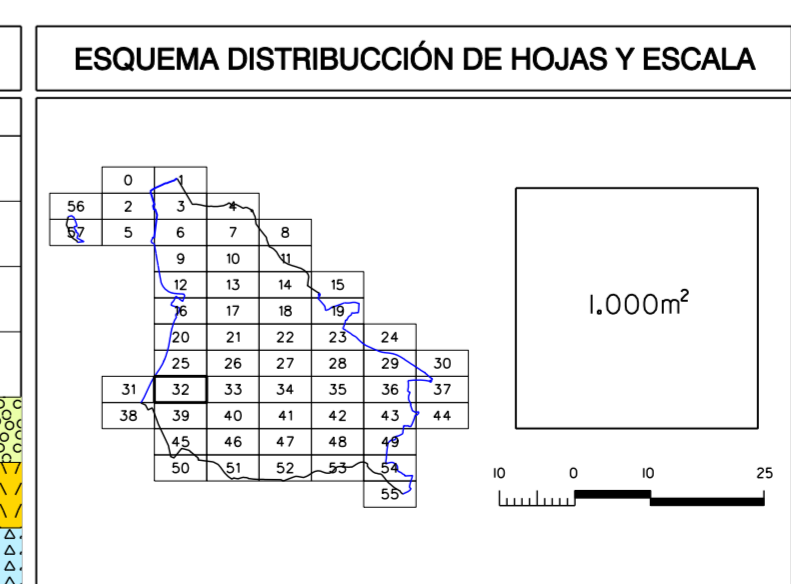 ESQUEMA DISTRIBUCCIÓN DE HOJAS Y ESCALA
0 1
56 2 3 4
57 5 6 7 8
9 10 11
12 13 14 15
16 17 18 19
20 21 22 23 24
25 26 27 28 29 30
31 32 33 34 35 36 37
38 39 40 41 42 43 44
45 46 47 48 49
50 51 52 53 54
55
1.000m²
10 0 10 25